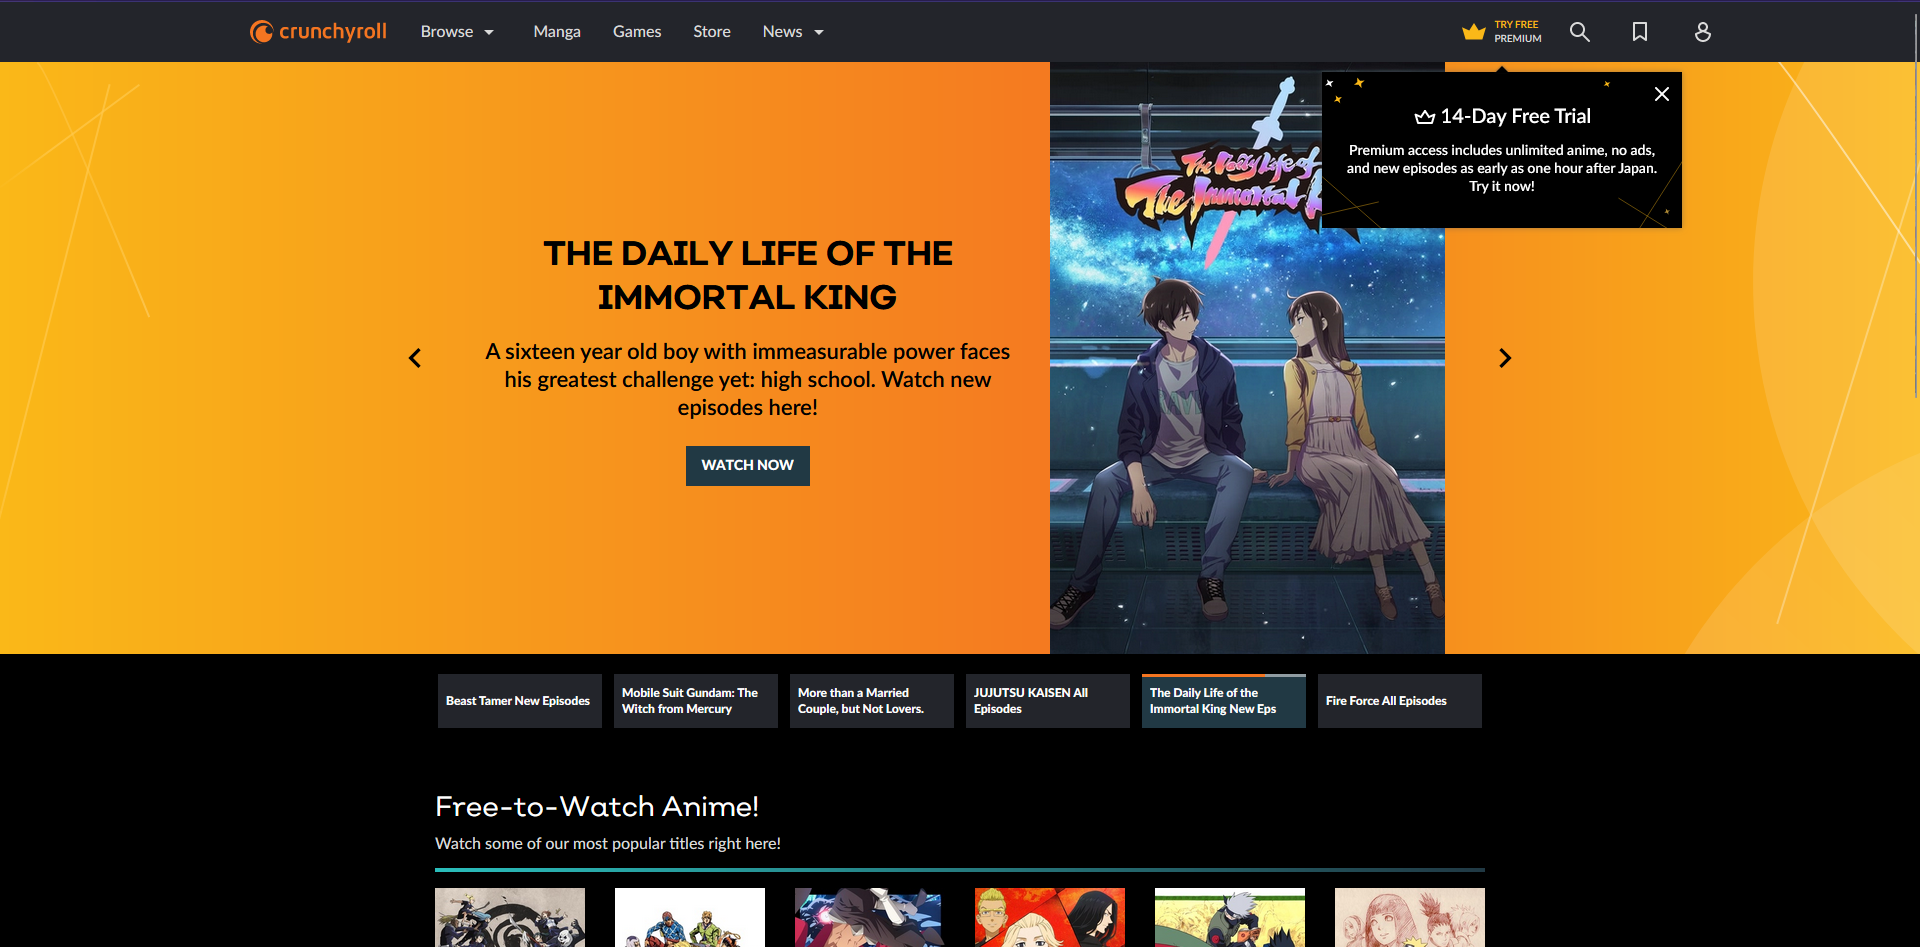 crunchyroll
Browse
Manga
Games
Store
News
TRY FREE
PREMIUM
14-Day Free Trial
Premium access includes unlimited anime, no ads,
and new episodes as early as one hour after Japan.
Try it now!
THE DAILY LIFE OF THE
IMMORTAL KING
A sixteen year old boy with immeasurable power faces
his greatest challenge yet: high school. Watch new
episodes here!
WATCH NOW
The Daily Life of
The Immortal
Beast Tamer New Episodes
Mobile Suit Gundam: The
Witch from Mercury
More than a Married
Couple, but Not Lovers.
JUJUTSU KAISEN All
Episodes
The Daily Life of the
Immortal King New Eps
Fire Force All Episodes
Free-to-Watch Anime!
Watch some of our most popular titles right here!